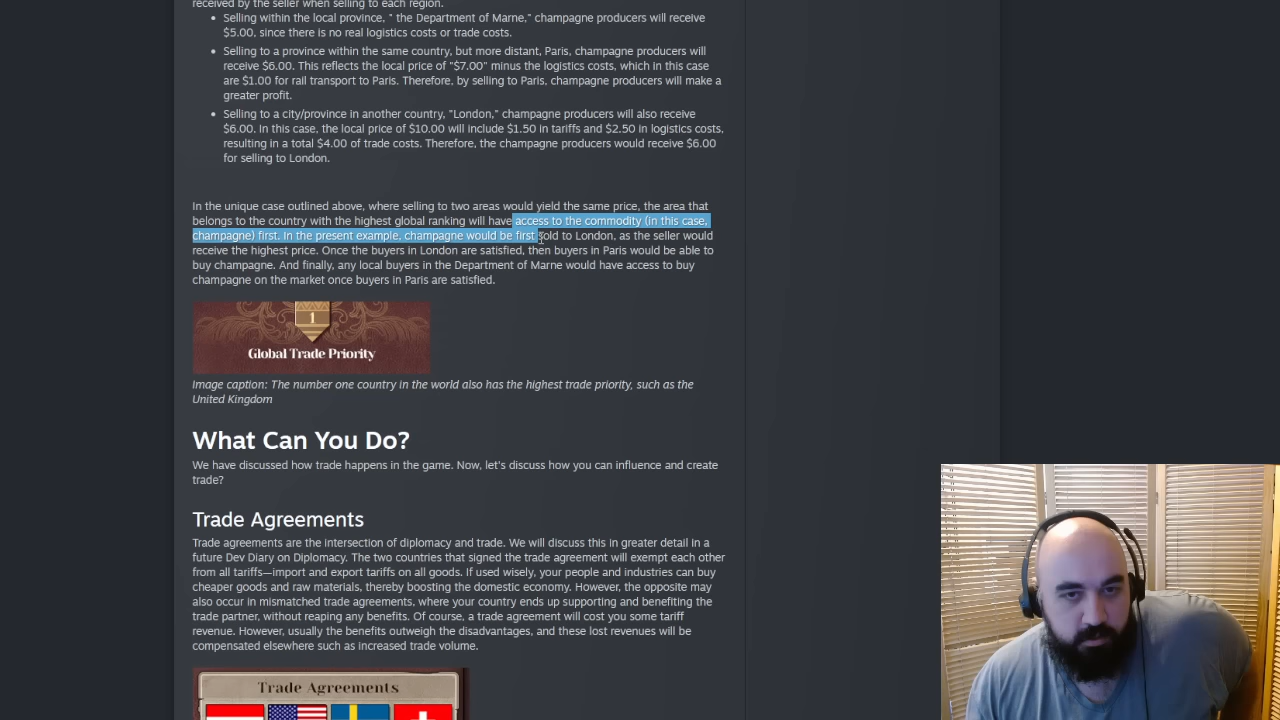 received by the seller when selling to each region.
Selling within the local province, " the Department of Marne," champagne producers will receive
$5.00, since there is no real logistics costs or trade costs.
Selling to a province within the same country, but more distant, Paris, champagne producers will
receive $6.00. This reflects the local price of "$7.00" minus the logistics costs, which in this case
are $1.00 for rail transport to Paris. Therefore, by selling to Paris, champagne producers will make a
greater profit.
Selling to a city/province in another country, "London," champagne producers will also receive
$6.00. In this case, the local price of $10.00 will include $1.50 in tariffs and $2.50 in logistics costs,
resulting in a total $4.00 of trade costs. Therefore, the champagne producers would receive $6.00
for selling to London.
In the unique case outlined above, where selling to two areas would yield the same price, the area that
belongs to the country with the highest global ranking will have access to the commodity (in this case,
champagne) first. In the present example, champagne would be first sold to London, as the seller would
receive the highest price. Once the buyers in London are satisfied, then buyers in Paris would be able to
buy champagne. And finally, any local buyers in the Department of Marne would have access to buy
champagne on the market once buyers in Paris are satisfied.
1
Global Trade Priority
Image caption: The number one country in the world also has the highest trade priority, such as the
United Kingdom
What Can You Do?
We have discussed how trade happens in the game. Now, let's discuss how you can influence and create
trade?
Trade Agreements
Trade agreements are the intersection of diplomacy and trade. We will discuss this in greater detail in a
future Dev Diary on Diplomacy. The two countries that signed the trade agreement will exempt each other
from all tariffs—import and export tariffs on all goods. If used wisely, your people and industries can buy
cheaper goods and raw materials, thereby boosting the domestic economy. However, the opposite may
also occur in mismatched trade agreements, where your country ends up supporting and benefiting the
trade partner, without reaping any benefits. Of course, a trade agreement will cost you some tariff
revenue. However, usually the benefits outweigh the disadvantages, and these lost revenues will be
compensated elsewhere such as increased trade volume.
Trade Agreements